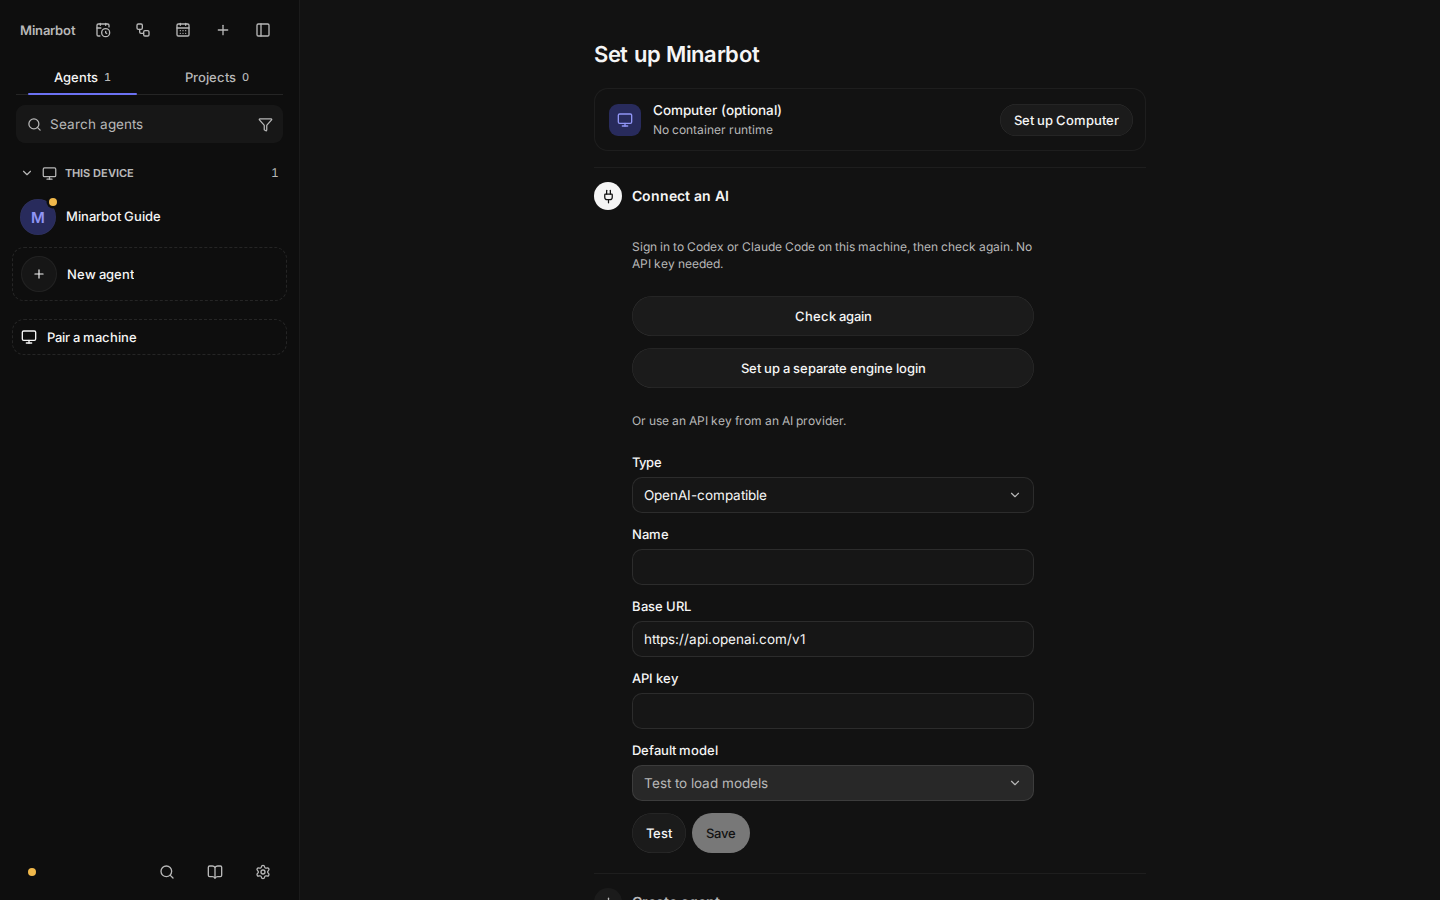 Minarbot
Agents 1
Projects 0
Search agents
THIS DEVICE
1
M
Minarbot Guide
New agent
Pair a machine
Set up Minarbot
Computer (optional)
No container runtime
Set up Computer
Connect an AI
Sign in to Codex or Claude Code on this machine, then check again. No
API key needed.
Check again
Set up a separate engine login
Or use an API key from an AI provider.
Type
OpenAI-compatible
Name
Base URL
https://api.openai.com/v1
API key
Default model
Test to load models
Test
Save